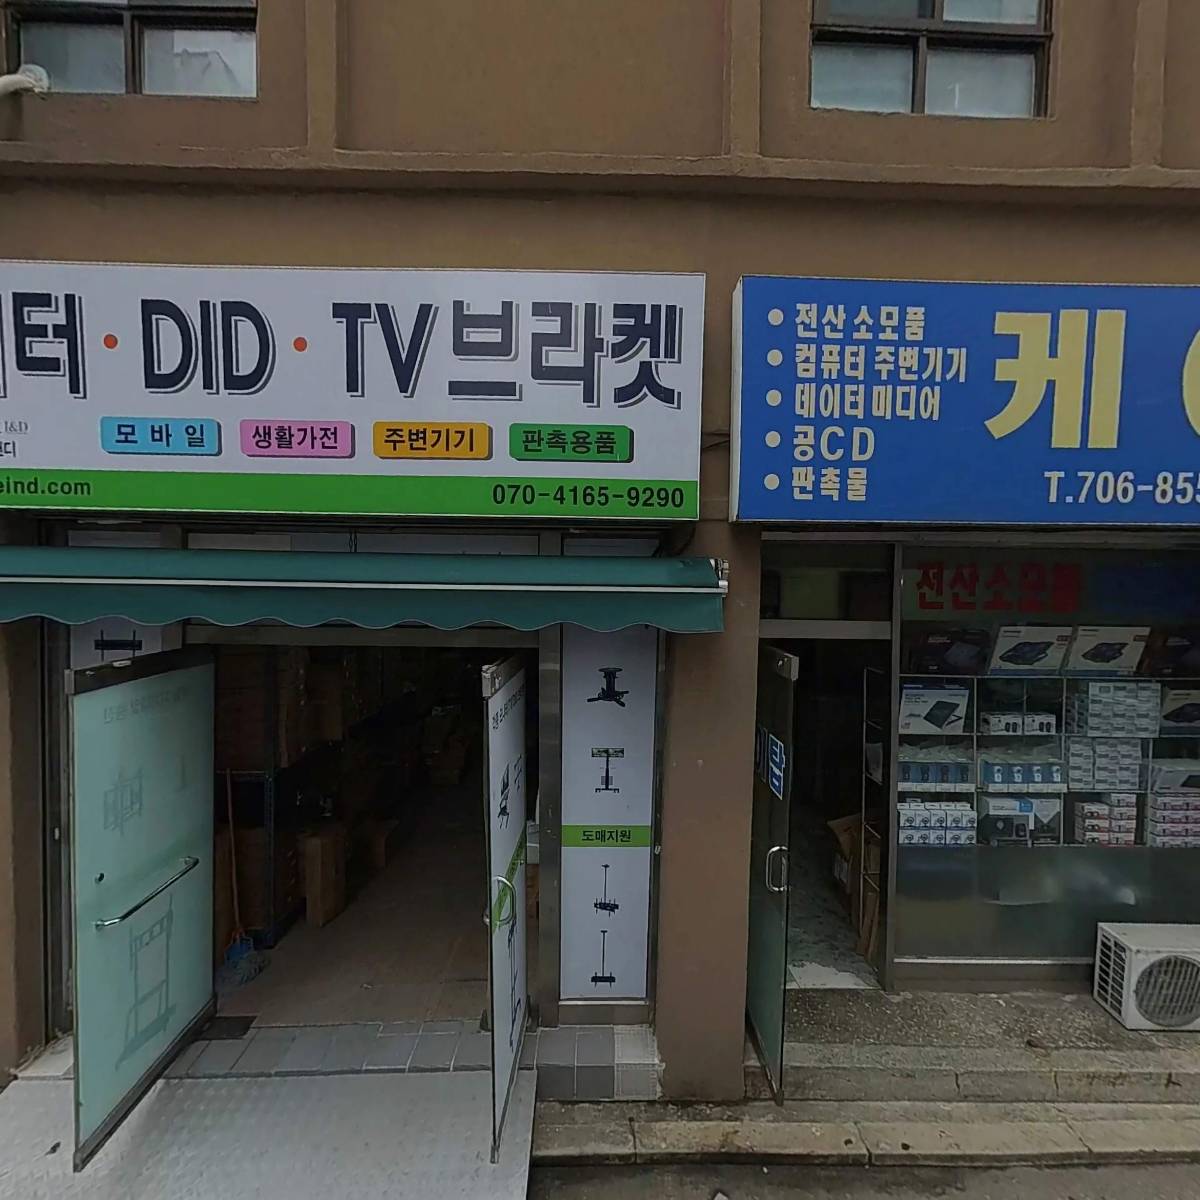 터 · DID · TV브라켓
I&D
디
모바일 생활가전 주변기기 판촉용품
eind.com 070-4165-9290
• 전산소모품
• 컴퓨터 주변기기
• 데이터미디어
• 공CD
• 판촉물
케
T.706-855
전산소모품
도매지원
이탑